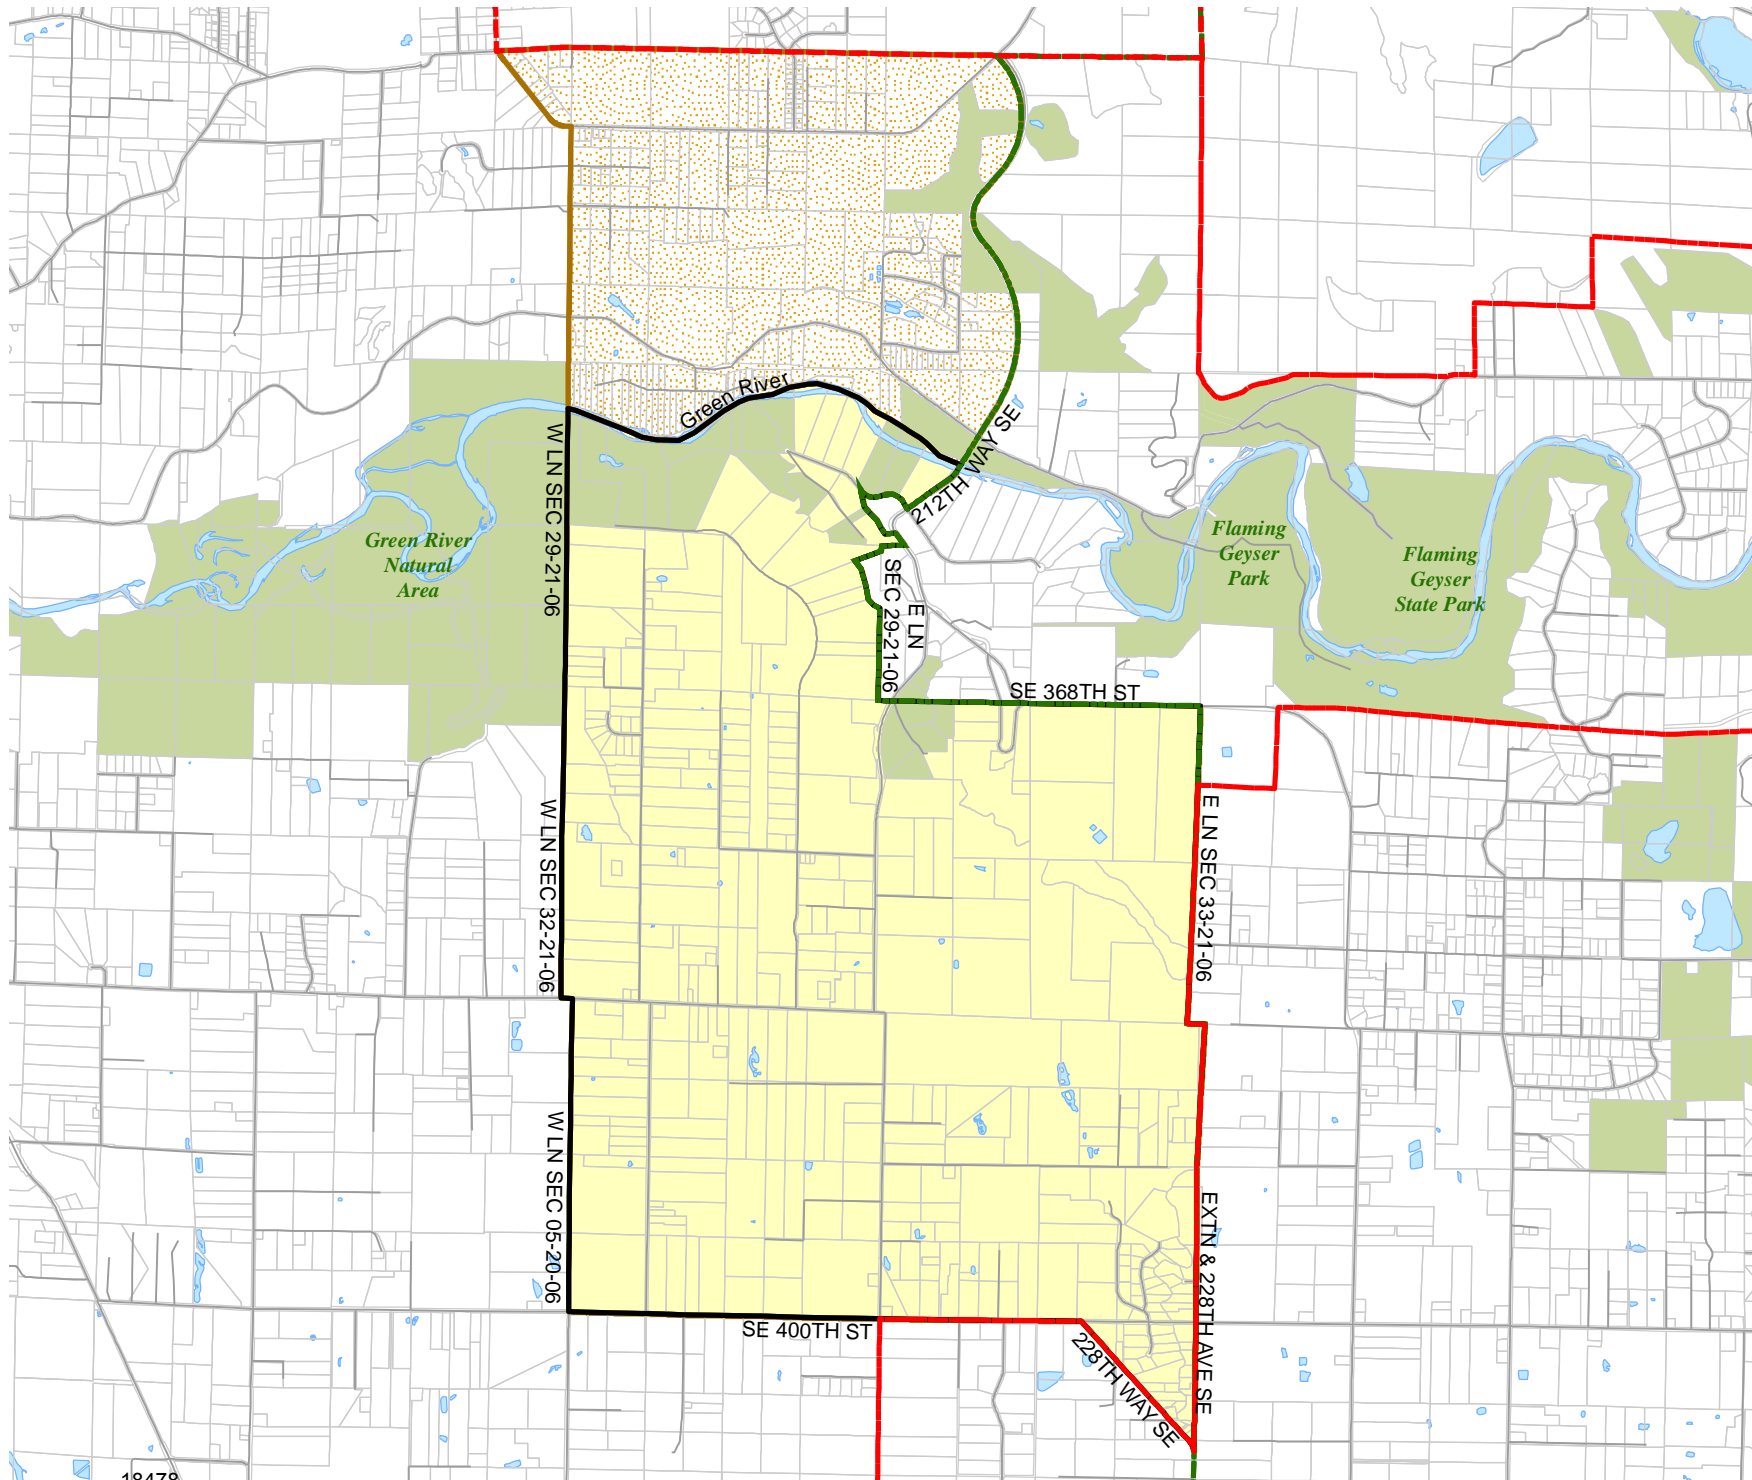 Green River
W LN SEC 29-21-06
212TH WAY SE
Green River
Natural
Area
Flaming
Geyser
Park
Flaming
Geyser
State Park
E LN
SEC 29-21-06
SE 368TH ST
W LN SEC 32-21-06
E LN SEC 33-21-06
W LN SEC 05-20-06
EXTN & 228TH AVE SE
SE 400TH ST
228TH WAY SE
18478